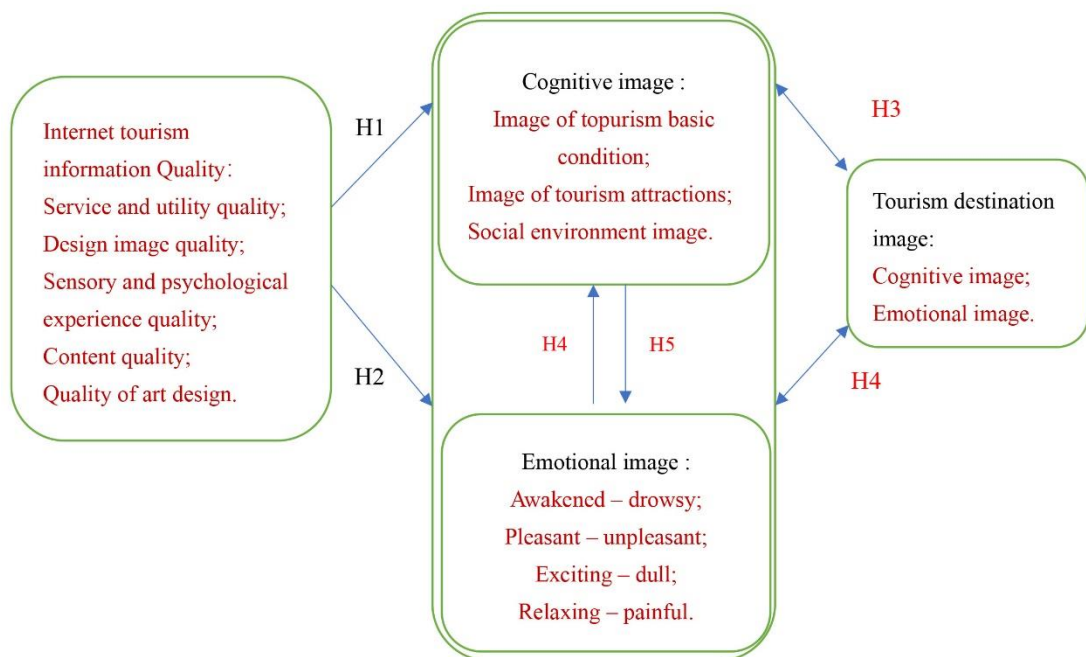 Internet tourism
information Quality:
Service and utility quality;
Design image quality;
Sensory and psychological
experience quality;
Content quality;
Quality of art design.
H1
H2
Cognitive image :
Image of topurism basic
condition;
Image of tourism attractions;
Social environment image.
H4
H5
Emotional image :
Awakened – drowsy;
Pleasant – unpleasant;
Exciting – dull;
Relaxing – painful.
H3
H4
Tourism destination
image:
Cognitive image;
Emotional image.